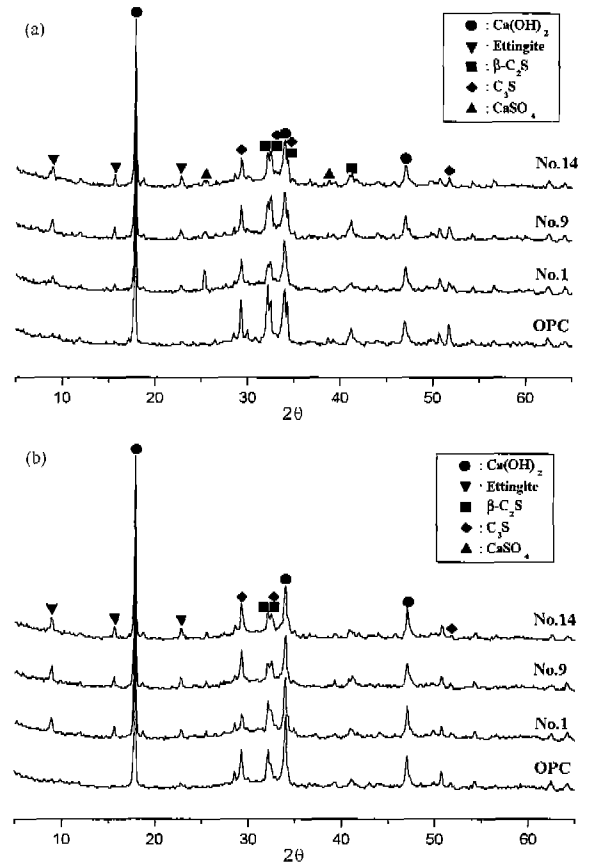 (a)
: Ca(OH)2
: Ettingite
: β-C2S
: C3S
: CaSO4
No.14
No.9
No.1
OPC
10 20 30 40 50 60
2θ
(b)
: Ca(OH)2
: Ettingite
β-C2S
: C3S
: CaSO4
No.14
No.9
No.1
OPC
10 20 30 40 50 60
2θ